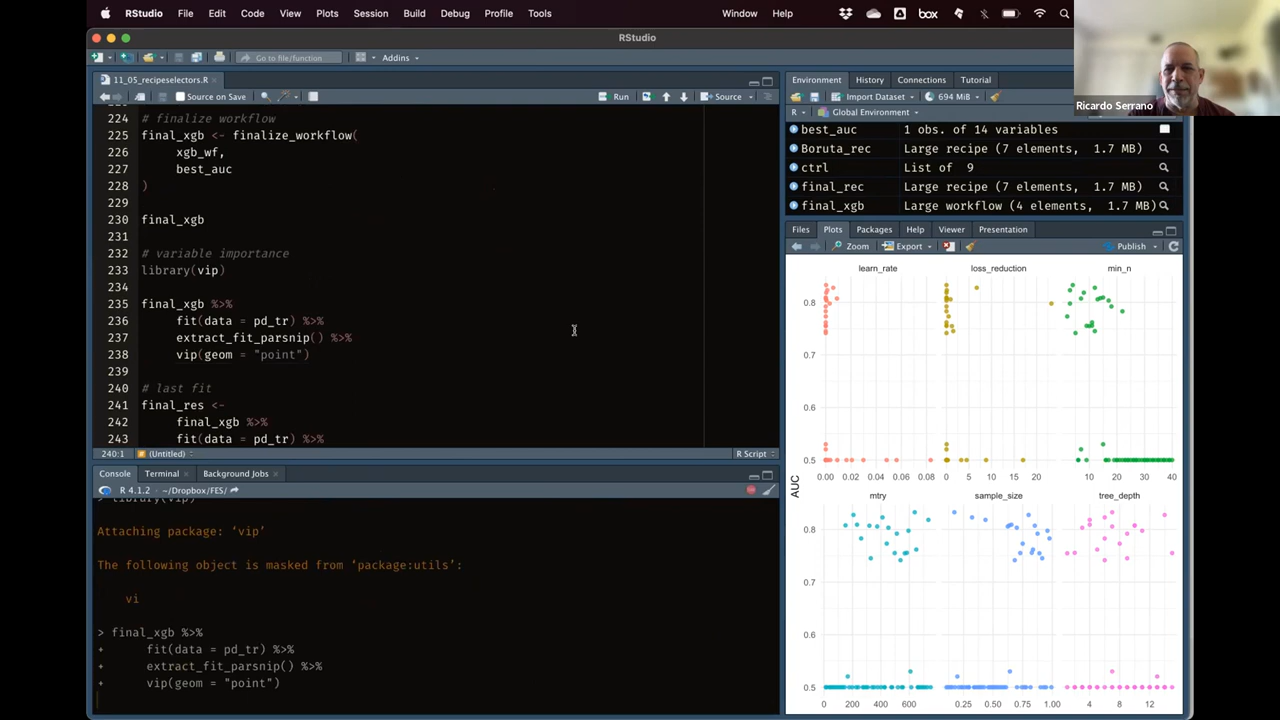 RStudio File Edit Code View Plots Session Build Debug Profile Tools Window Help box
RStudio
Go to file/function Addins
11_05_recipeselectors.R
Source on Save Run Source
224 # finalize workflow
225 final_xgb <- finalize_workflow(
226 xgb_wf,
227 best_auc
228 )
229
230 final_xgb
231
232 # variable importance
233 library(vip)
234
235 final_xgb %>%
236 fit(data = pd_tr) %>%
237 extract_fit_parsnip() %>%
238 vip(geom = "point")
239
240 # last fit
241 final_res <-
242 final_xgb %>%
243 fit(data = pd_tr) %>%
240:1 (Untitled) R Script
Console Terminal Background Jobs
R 4.1.2 · ~/Dropbox/FES/
> library(vip)
Attaching package: ‘vip’
The following object is masked from ‘package:utils’:
vi
> final_xgb %>%
+ fit(data = pd_tr) %>%
+ extract_fit_parsnip() %>%
+ vip(geom = "point")
Environment History Connections Tutorial
Import Dataset 694 MiB
R Global Environment
best_auc 1 obs. of 14 variables
Boruta_rec Large recipe (7 elements, 1.7 MB)
ctrl List of 9
final_rec Large recipe (7 elements, 1.7 MB)
final_xgb Large workflow (4 elements, 1.7 MB)
Files Plots Packages Help Viewer Presentation
Zoom Export Publish
learn_rate loss_reduction min_n
0.8
0.7
0.6
0.5
0.00 0.02 0.04 0.06 0.08 0 5 10 15 20 10 20 30 40
AUC
mtry sample_size tree_depth
0.8
0.7
0.6
0.5
0 200 400 600 0.25 0.50 0.75 1.00 4 8 12
Ricardo Serrano